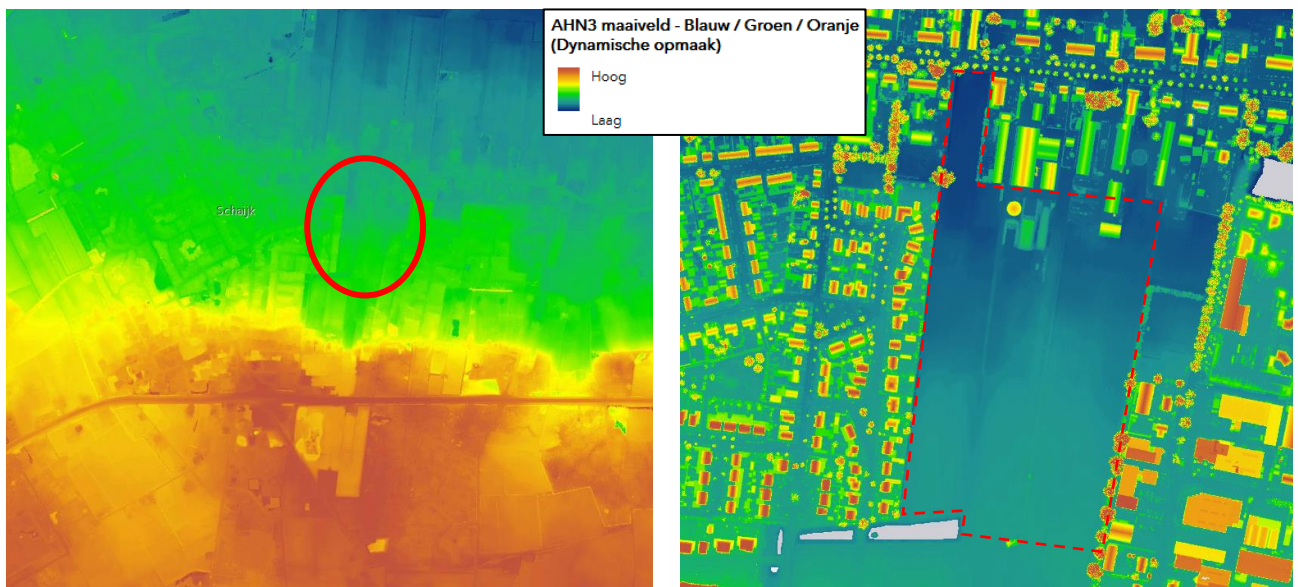 AHN3 maaiveld - Blauw / Groen / Oranje
(Dynamische opmaak)
Hoog
Laag
Schaijk